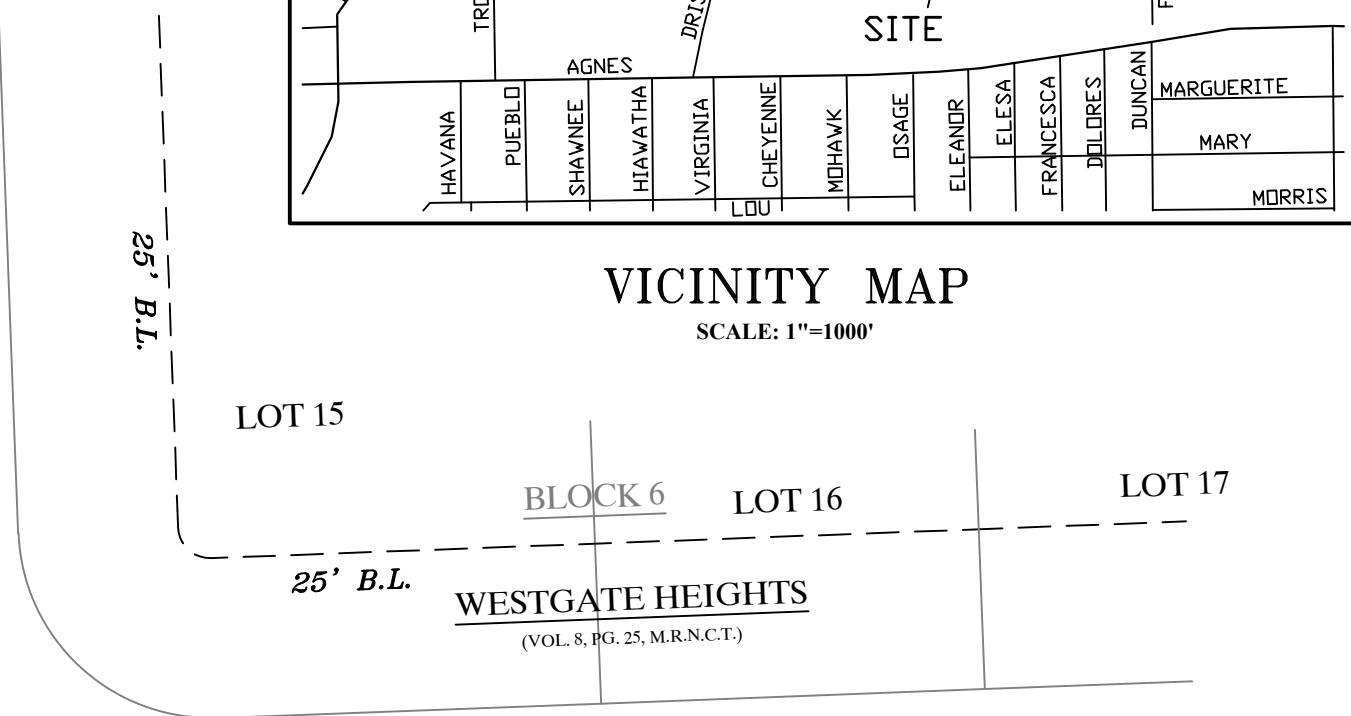 SITE
AGNES
HAVANA
PUEBLO
SHAWNEE
HIAWATHA
VIRGINIA
CHEYENNE
MOHAWK
OSAGE
ELEANOR
ELESA
FRANCESCA
DOLORES
DUNCAN
MARGUERITE
MARY
MORRIS
LOU
VICINITY MAP
SCALE: 1"=1000'
25' B.L.
LOT 15
BLOCK 6
LOT 16
LOT 17
25' B.L.
WESTGATE HEIGHTS
(VOL. 8, PG. 25, M.R.N.C.T.)